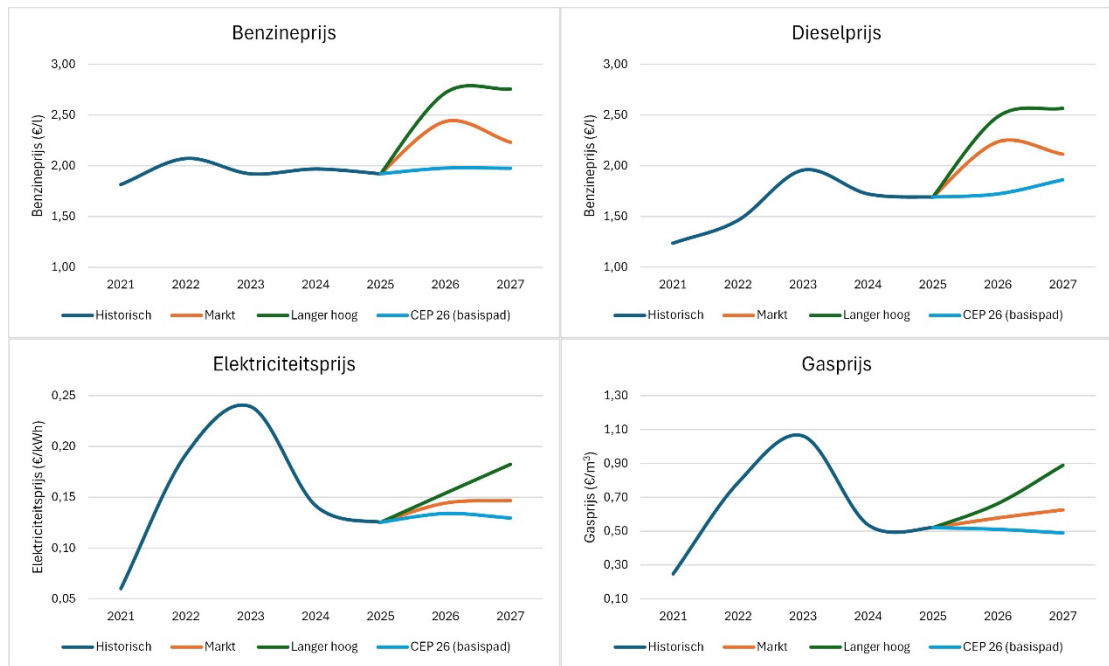 Benzineprijs
Benzineprijs (€/l)
3,00
2,50
2,00
1,50
1,00
2021 2022 2023 2024 2025 2026 2027
Historisch Markt Langer hoog CEP 26 (basispad)
Dieselprijs
Benzineprijs (€/l)
3,00
2,50
2,00
1,50
1,00
2021 2022 2023 2024 2025 2026 2027
Historisch Markt Langer hoog CEP 26 (basispad)
Elektriciteitsprijs
Elektriciteitsprijs (€/kWh)
0,25
0,20
0,15
0,10
0,05
2021 2022 2023 2024 2025 2026 2027
Historisch Markt Langer hoog CEP 26 (basispad)
Gasprijs
Gasprijs (€/m³)
1,30
1,10
0,90
0,70
0,50
0,30
0,10
2021 2022 2023 2024 2025 2026 2027
Historisch Markt Langer hoog CEP 26 (basispad)